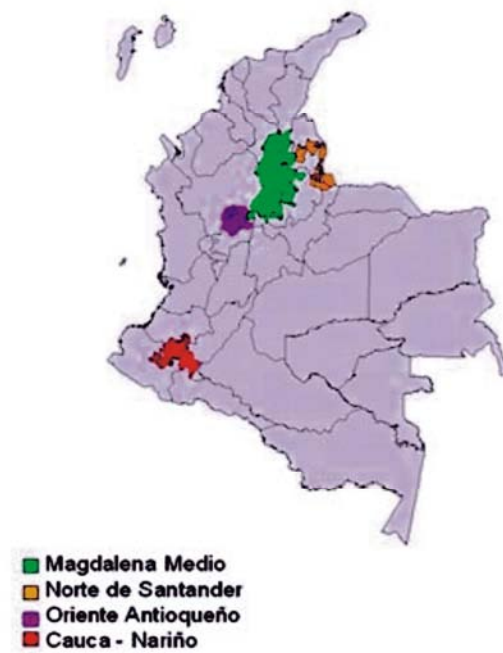 Magdalena Medio
Norte de Santander
Oriente Antioqueño
Cauca - Nariño